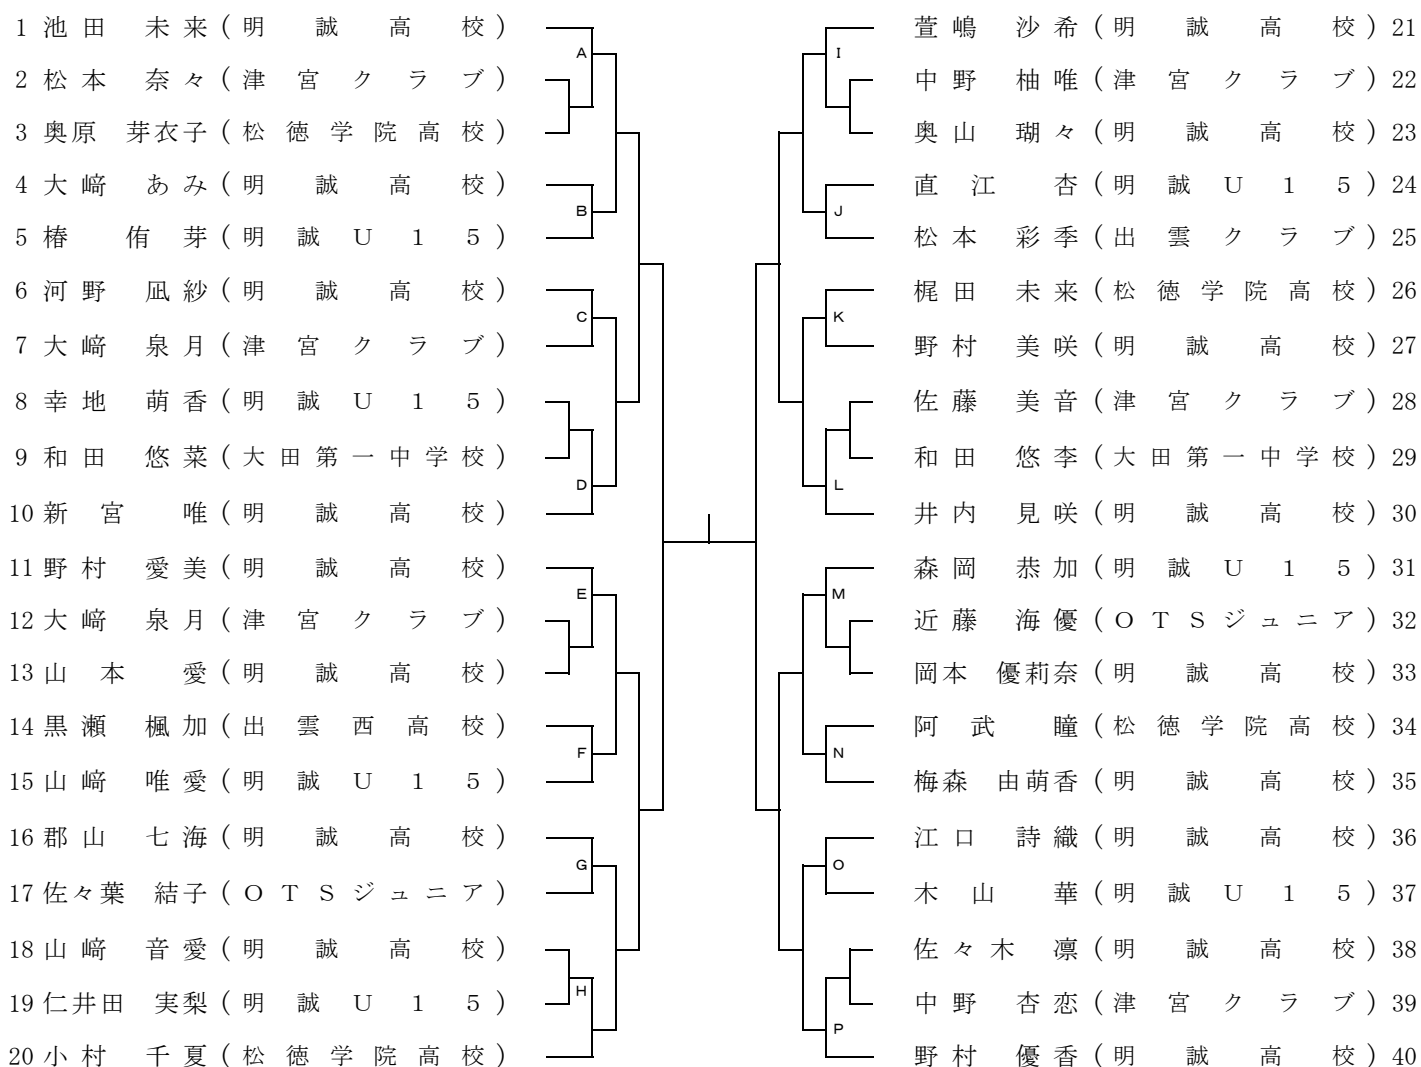 1 池田 未来 (明誠高校)
2 松本 奈々 (津宮クラブ)
3 奥原 芽衣子 (松徳学院高校)
4 大﨑 あみ (明誠高校)
5 椿 侑芽 (明誠U15)
6 河野 凪紗 (明誠高校)
7 大﨑 泉月 (津宮クラブ)
8 幸地 萌香 (明誠U15)
9 和田 悠菜 (大田第一中学校)
10 新宮 唯 (明誠高校)
11 野村 愛美 (明誠高校)
12 大﨑 泉月 (津宮クラブ)
13 山本 愛 (明誠高校)
14 黒瀬 楓加 (出雲西高校)
15 山﨑 唯愛 (明誠U15)
16 郡山 七海 (明誠高校)
17 佐々葉 結子 (OTSジュニア)
18 山﨑 音愛 (明誠高校)
19 仁井田 実梨 (明誠U15)
20 小村 千夏 (松徳学院高校)
A
B
C
D
E
F
G
H
I
J
K
L
M
N
O
P
萱嶋 沙希 (明誠高校) 21
中野 柚唯 (津宮クラブ) 22
奥山 瑚々 (明誠高校) 23
直江 杏 (明誠U15) 24
松本 彩季 (出雲クラブ) 25
梶田 未来 (松徳学院高校) 26
野村 美咲 (明誠高校) 27
佐藤 美音 (津宮クラブ) 28
和田 悠李 (大田第一中学校) 29
井内 見咲 (明誠高校) 30
森岡 恭加 (明誠U15) 31
近藤 海優 (OTSジュニア) 32
岡本 優莉奈 (明誠高校) 33
阿武 瞳 (松徳学院高校) 34
梅森 由萌香 (明誠高校) 35
江口 詩織 (明誠高校) 36
木山 華 (明誠U15) 37
佐々木 凛 (明誠高校) 38
中野 杏恋 (津宮クラブ) 39
野村 優香 (明誠高校) 40